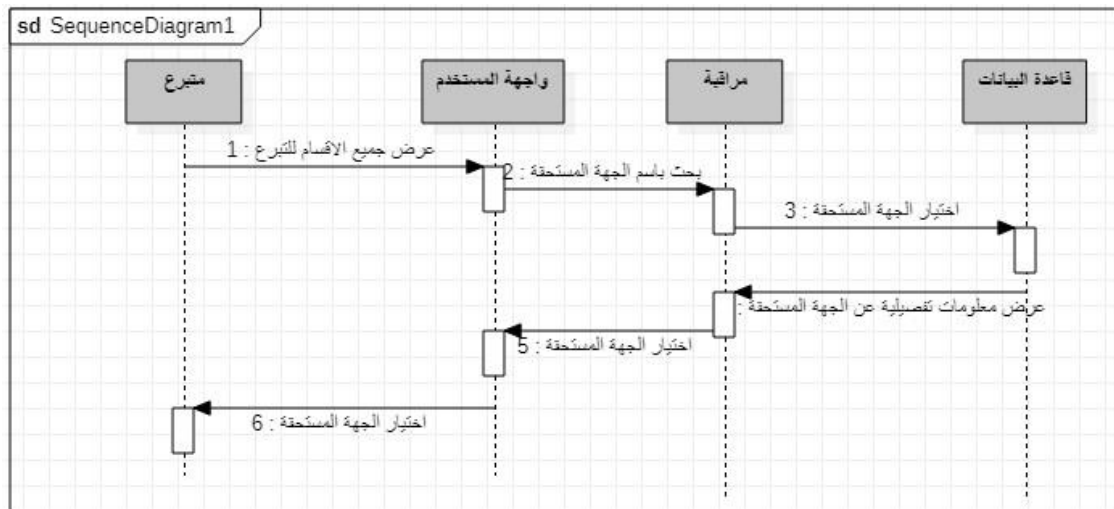 sd SequenceDiagram1
متبرع
واجهة المستخدم
مراقبة
قاعدة البيانات
1 : عرض جميع الاقسام للتبرع
2 : بحث باسم الجهة المستحقة
3 : اختيار الجهة المستحقة
عرض معلومات تفصيلية عن الجهة المستحقة :
5 : اختيار الجهة المستحقة
6 : اختيار الجهة المستحقة